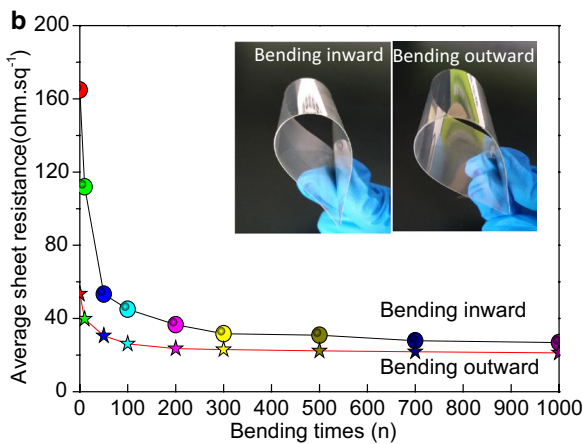 b
200
160
120
80
40
0
Average sheet resistance(ohm.sq-1)
Bending inward
Bending outward
Bending inward
Bending outward
0 100 200 300 400 500 600 700 800 900 1000
Bending times (n)